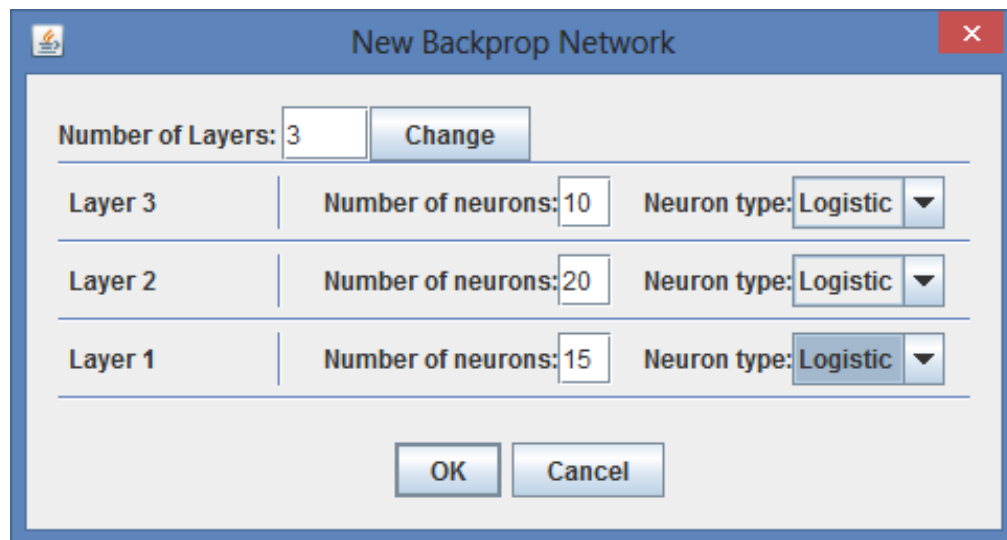 New Backprop Network
Number of Layers: 3 Change
Layer 3 Number of neurons: 10 Neuron type: Logistic
Layer 2 Number of neurons: 20 Neuron type: Logistic
Layer 1 Number of neurons: 15 Neuron type: Logistic
OK Cancel